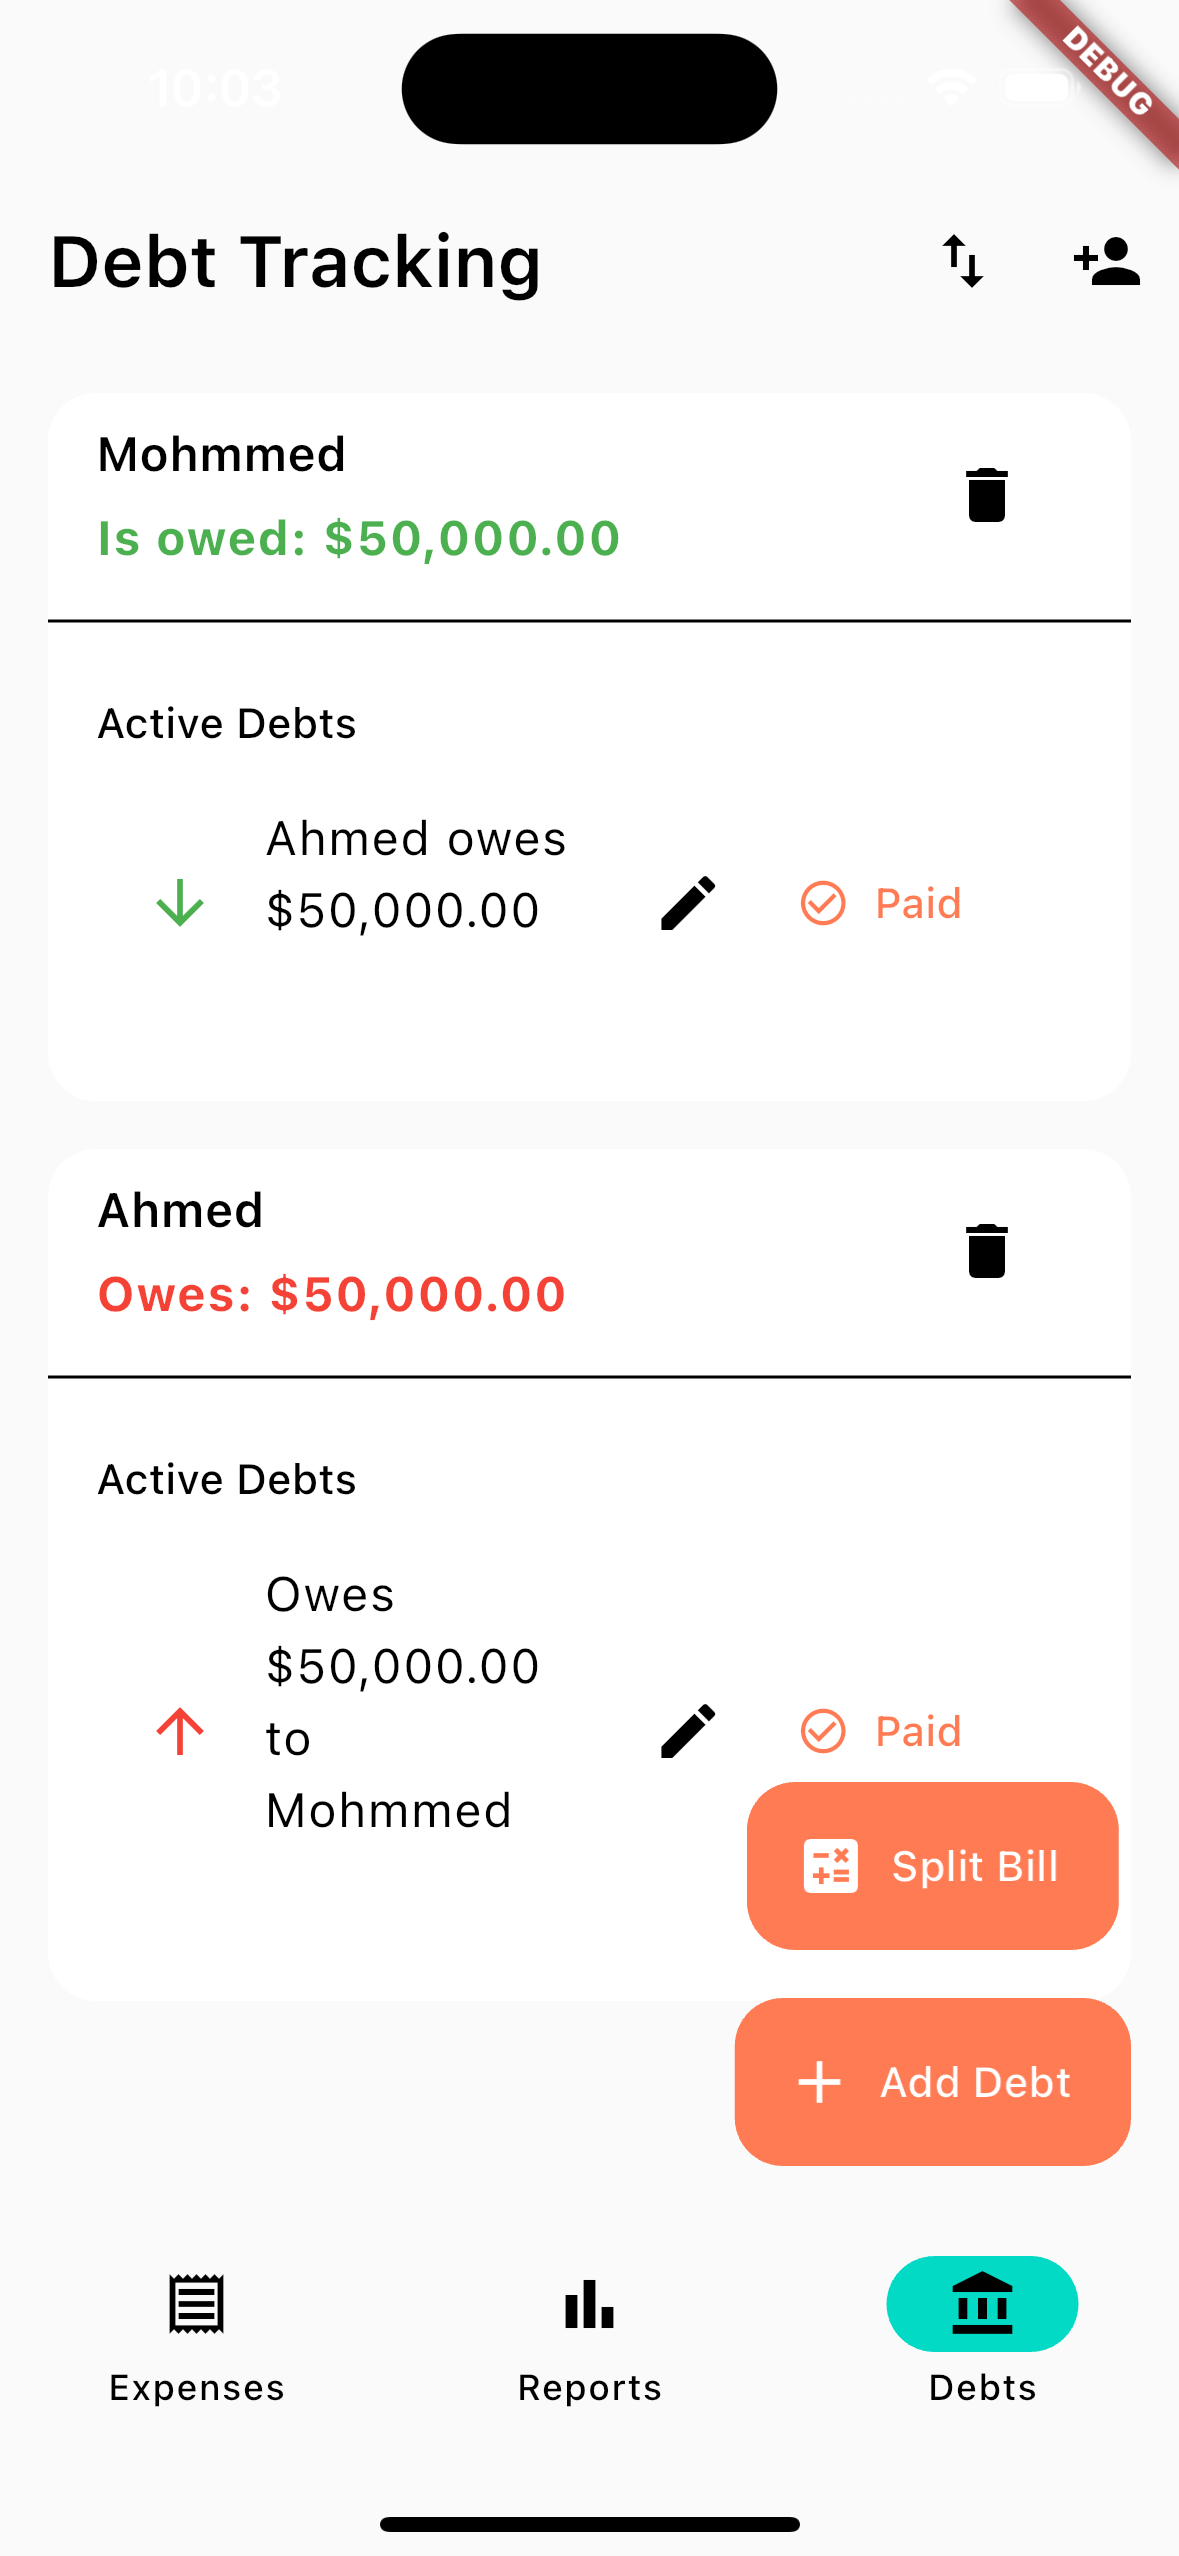 10:03
DEBUG
Debt Tracking
Mohmmed
Is owed: $50,000.00
Active Debts
Ahmed owes
$50,000.00
Paid
Ahmed
Owes: $50,000.00
Active Debts
Owes
$50,000.00
to
Mohmmed
Paid
Split Bill
Add Debt
Expenses
Reports
Debts